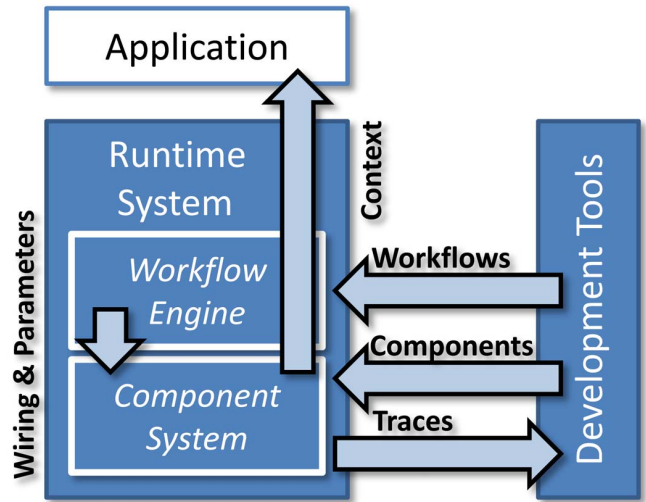 Application
Runtime
System
Context
Wiring & Parameters
Workflow
Engine
Component
System
Workflows
Components
Traces
Development Tools